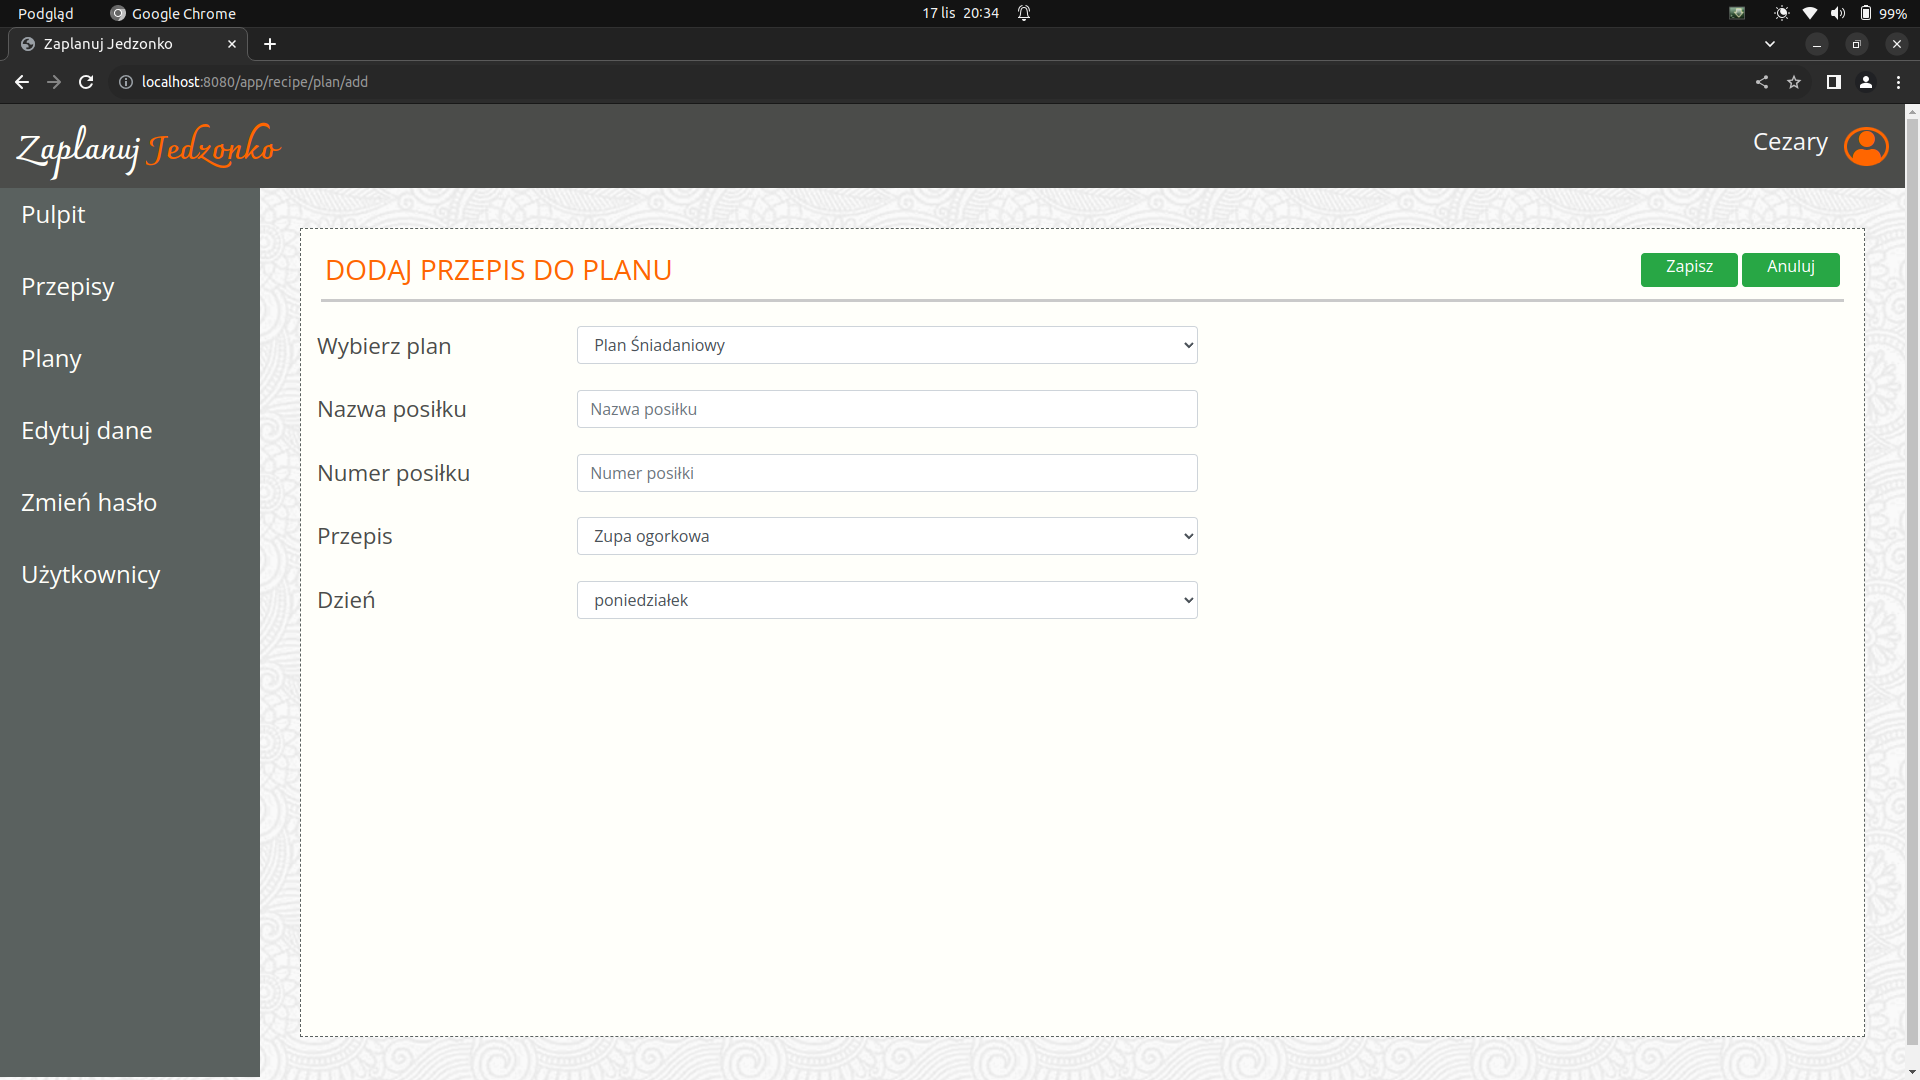 Podgląd Google Chrome 17 lis 20:34 99%
Zaplanuj Jedzonko
localhost:8080/app/recipe/plan/add
Zaplanuj Jedzonko Cezary
Pulpit
Przepisy
Plany
Edytuj dane
Zmień hasło
Użytkownicy
DODAJ PRZEPIS DO PLANU Zapisz Anuluj
Wybierz plan Plan Śniadaniowy
Nazwa posiłku Nazwa posiłku
Numer posiłku Numer posiłki
Przepis Zupa ogorkowa
Dzień poniedziałek